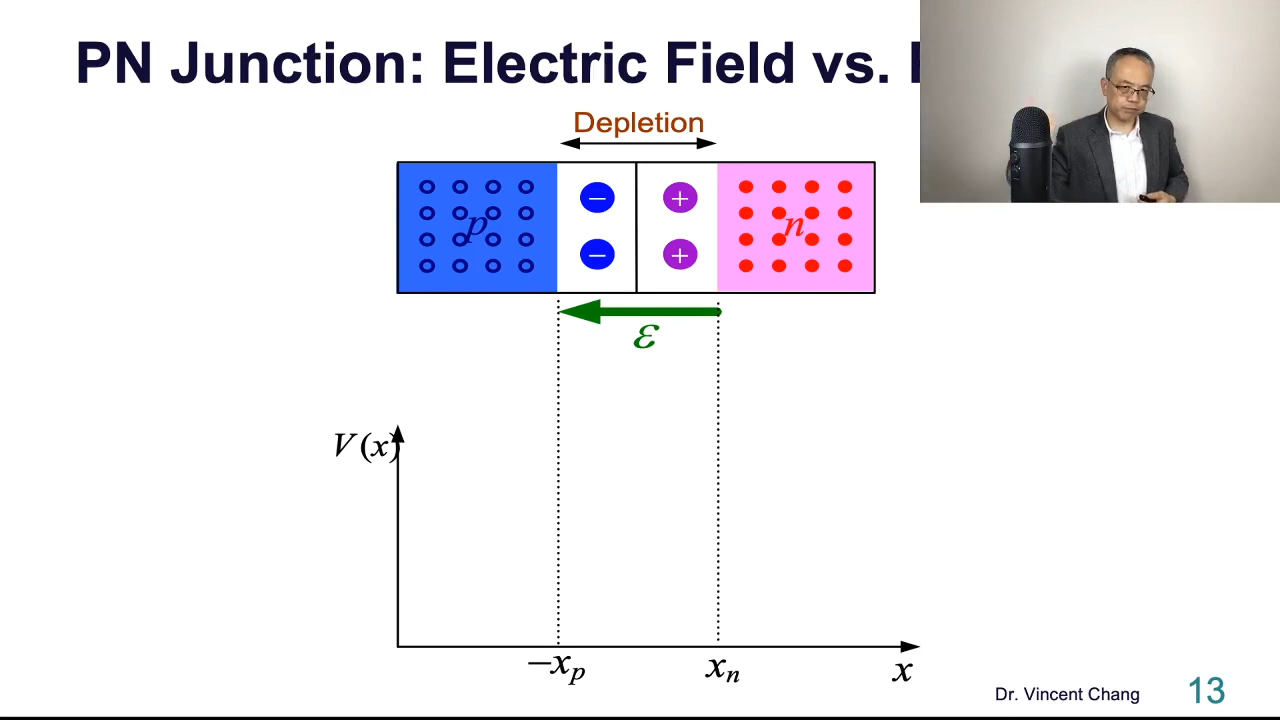 PN Junction: Electric Field vs.
Depletion
− +
p n
− +
ε
V(x)
−xp xn x
Dr. Vincent Chang 13